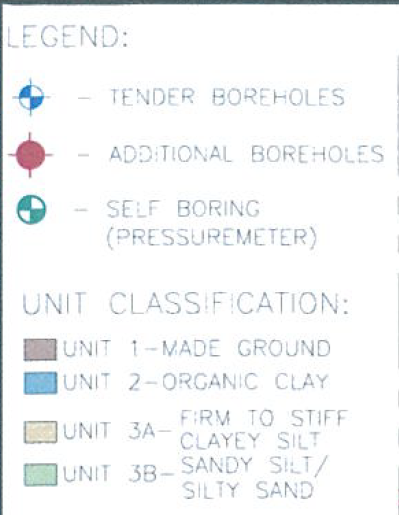 LEGEND:
- TENDER BOREHOLES
- ADDITIONAL BOREHOLES
- SELF BORING
(PRESSUREMETER)
UNIT CLASSIFICATION:
UNIT 1-MADE GROUND
UNIT 2-ORGANIC CLAY
UNIT 3A- FIRM TO STIFF
CLAYEY SILT
UNIT 3B- SANDY SILT/
SILTY SAND